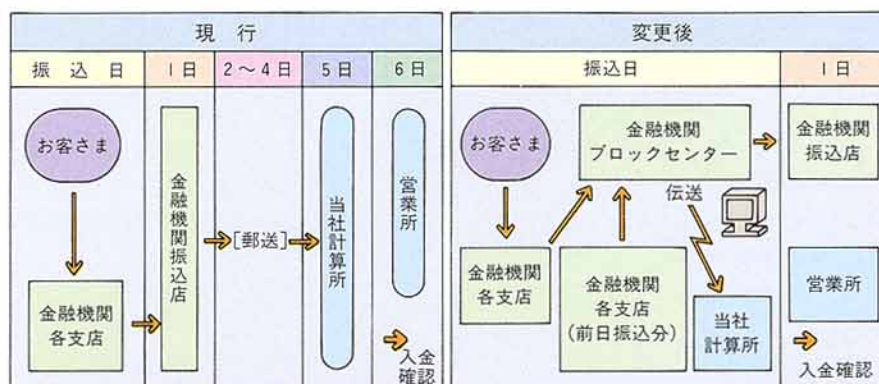 現行
振込日
1日
2～4日
5日
6日
お客さま
金融機関
各支店
金融機関振込店
[郵送]
当社計算所
営業所
入金
確認
変更後
振込日
1日
お客さま
金融機関
ブロックセンター
金融機関
振込店
伝送
金融機関
各支店
金融機関
各支店
(前日振込分)
当社
計算所
営業所
入金確認